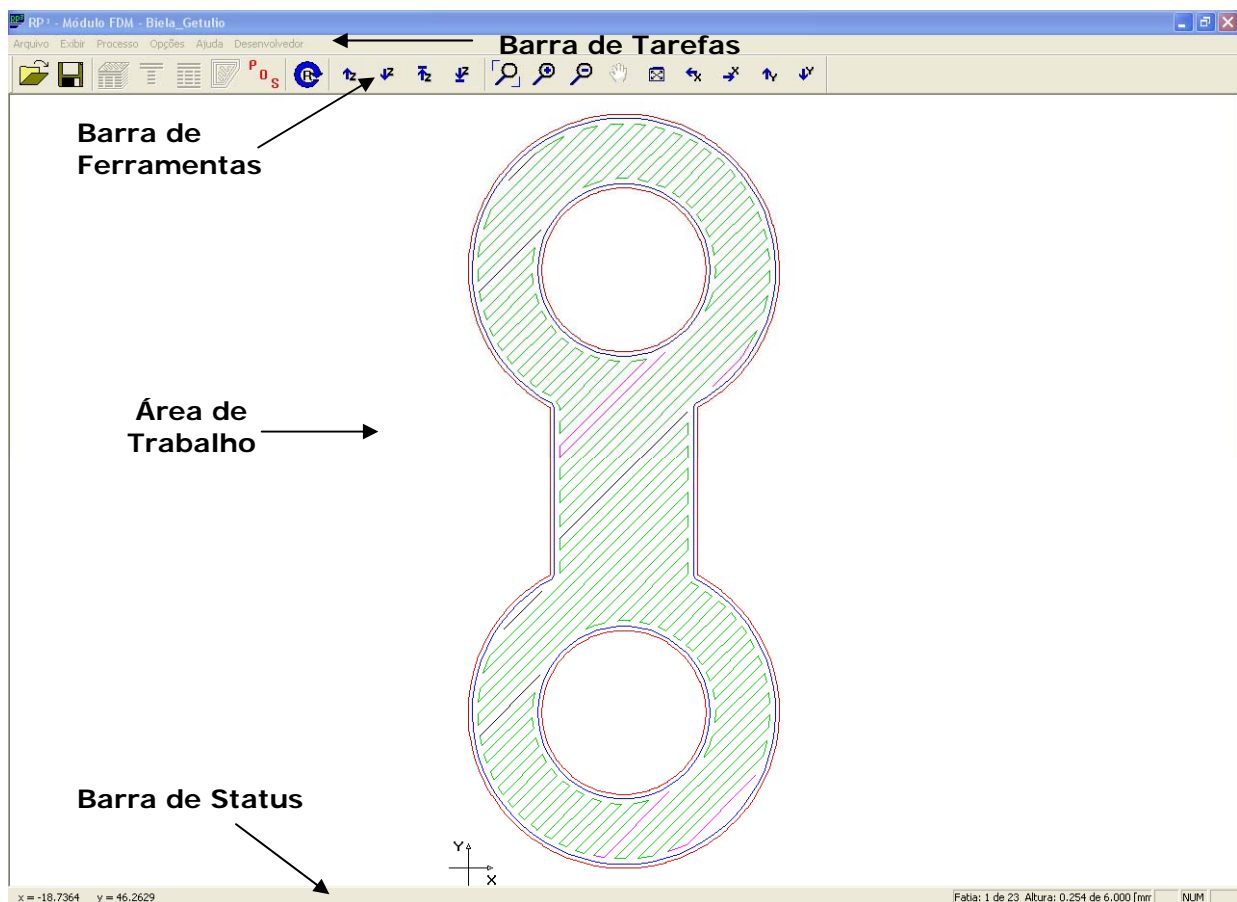 RP³ - Módulo FDM - Biela_Getulio
Arquivo Exibir Processo Opções Ajuda Desenvolvedor
Barra de Tarefas
P
O
S
R
Z Z Z Z X X Y Y
Barra de
Ferramentas
Área de
Trabalho
Barra de Status
Y
X
x = -18.7364 y = 46.2629
Fatia: 1 de 23 Altura: 0.254 de 6.000 [mm
NUM